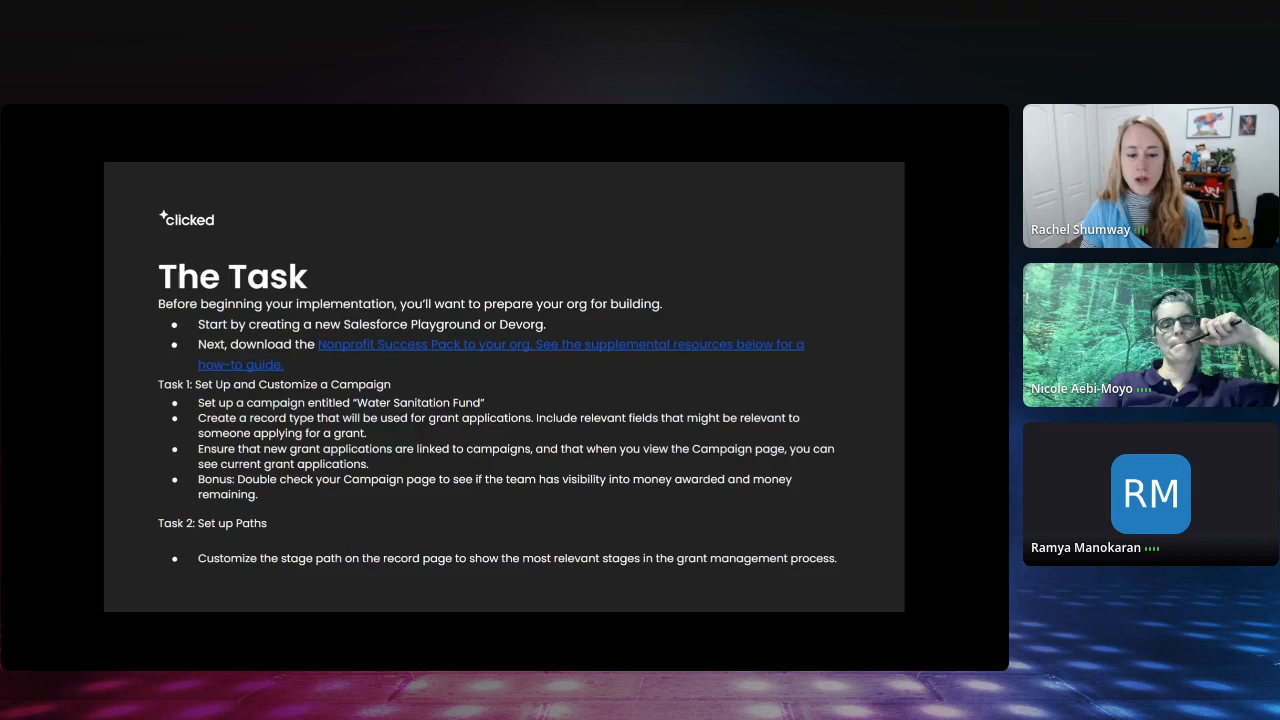 clicked
The Task
Before beginning your implementation, you'll want to prepare your org for building.
● Start by creating a new Salesforce Playground or Devorg.
● Next, download the Nonprofit Success Pack to your org. See the supplemental resources below for a
how-to guide.
Task 1: Set Up and Customize a Campaign
● Set up a campaign entitled “Water Sanitation Fund”
● Create a record type that will be used for grant applications. Include relevant fields that might be relevant to
someone applying for a grant.
● Ensure that new grant applications are linked to campaigns, and that when you view the Campaign page, you can
see current grant applications.
● Bonus: Double check your Campaign page to see if the team has visibility into money awarded and money
remaining.
Task 2: Set up Paths
● Customize the stage path on the record page to show the most relevant stages in the grant management process.
Rachel Shumway
Nicole Aebi-Moyo
RM
Ramya Manokaran